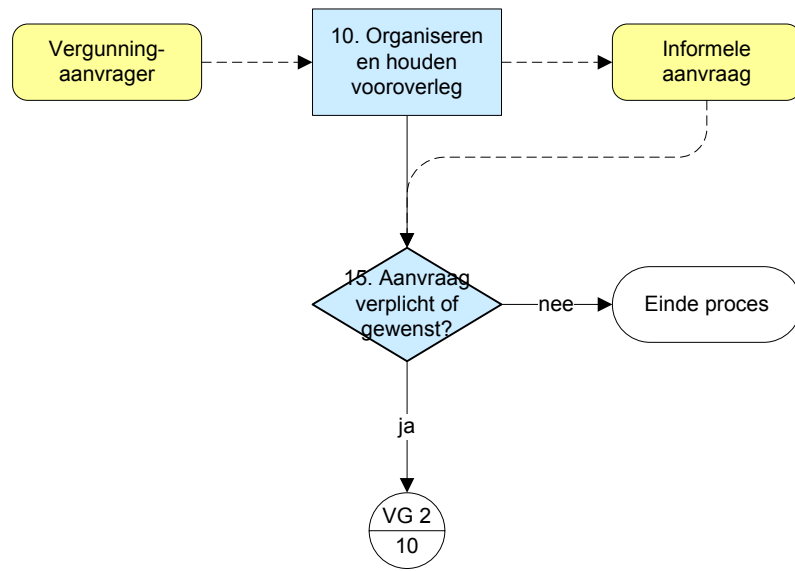 Vergunning-
aanvrager
10. Organiseren
en houden
vooroverleg
Informele
aanvraag
15. Aanvraag
verplicht of
gewenst?
nee
Einde proces
ja
VG 2
10